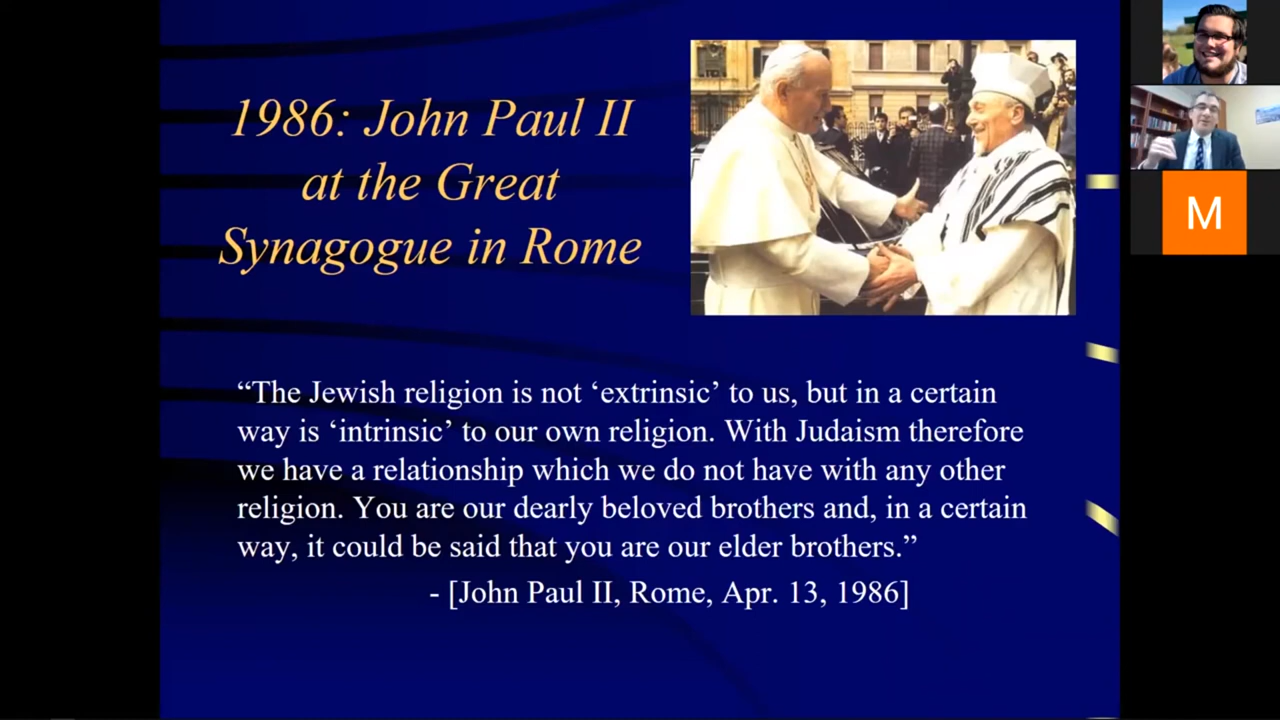 1986: John Paul II
at the Great
Synagogue in Rome
“The Jewish religion is not ‘extrinsic’ to us, but in a certain
way is ‘intrinsic’ to our own religion. With Judaism therefore
we have a relationship which we do not have with any other
religion. You are our dearly beloved brothers and, in a certain
way, it could be said that you are our elder brothers.”
- [John Paul II, Rome, Apr. 13, 1986]
M